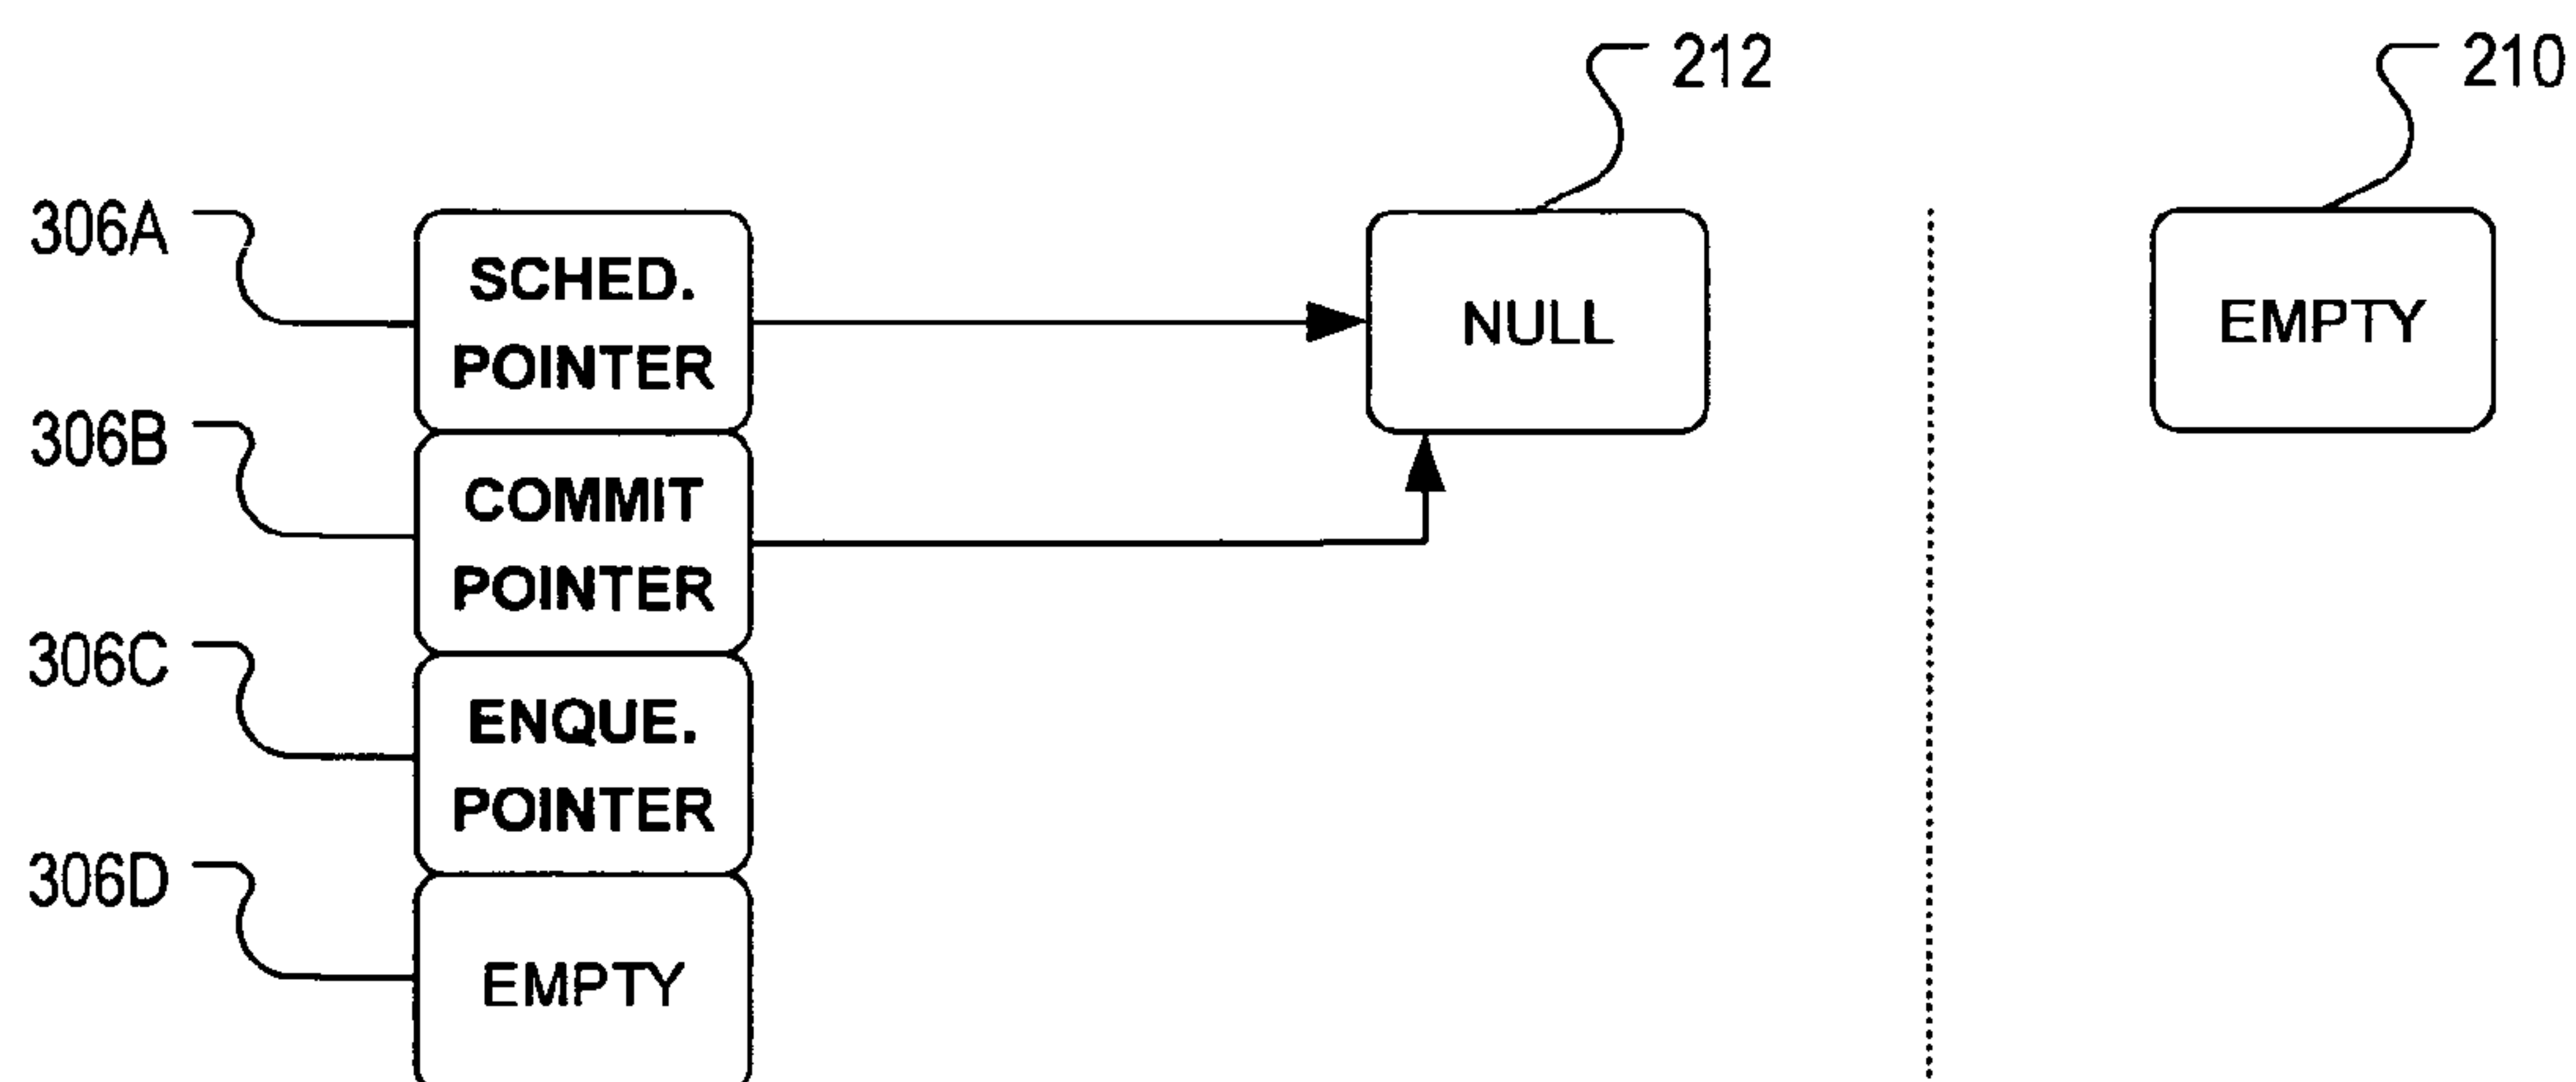 212
210
306A
SCHED.
POINTER
NULL
EMPTY
306B
COMMIT
POINTER
306C
ENQUE.
POINTER
306D
EMPTY